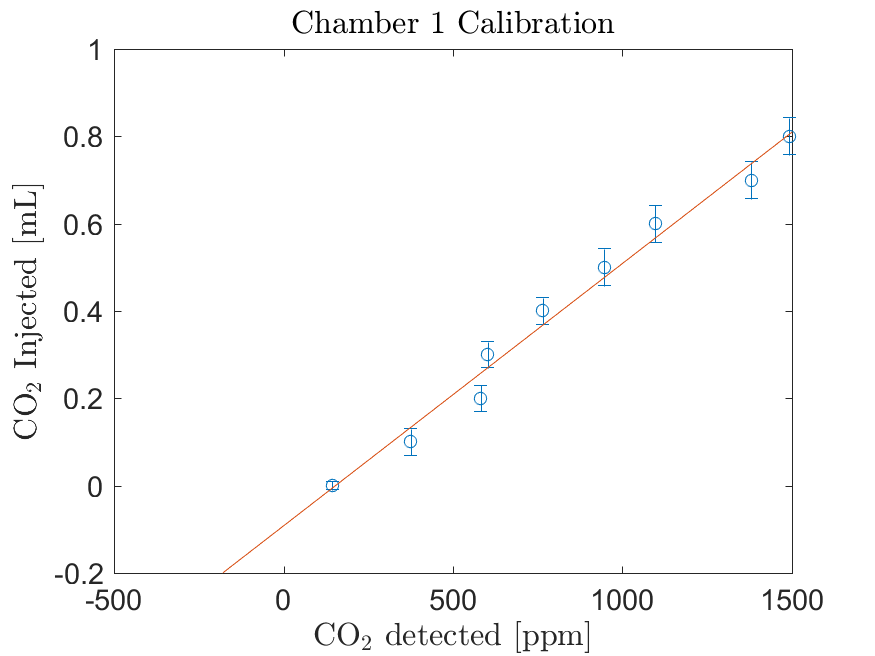 Chamber 1 Calibration
1
0.8
0.6
0.4
0.2
0
-0.2
CO₂ Injected [mL]
-500 0 500 1000 1500
CO₂ detected [ppm]